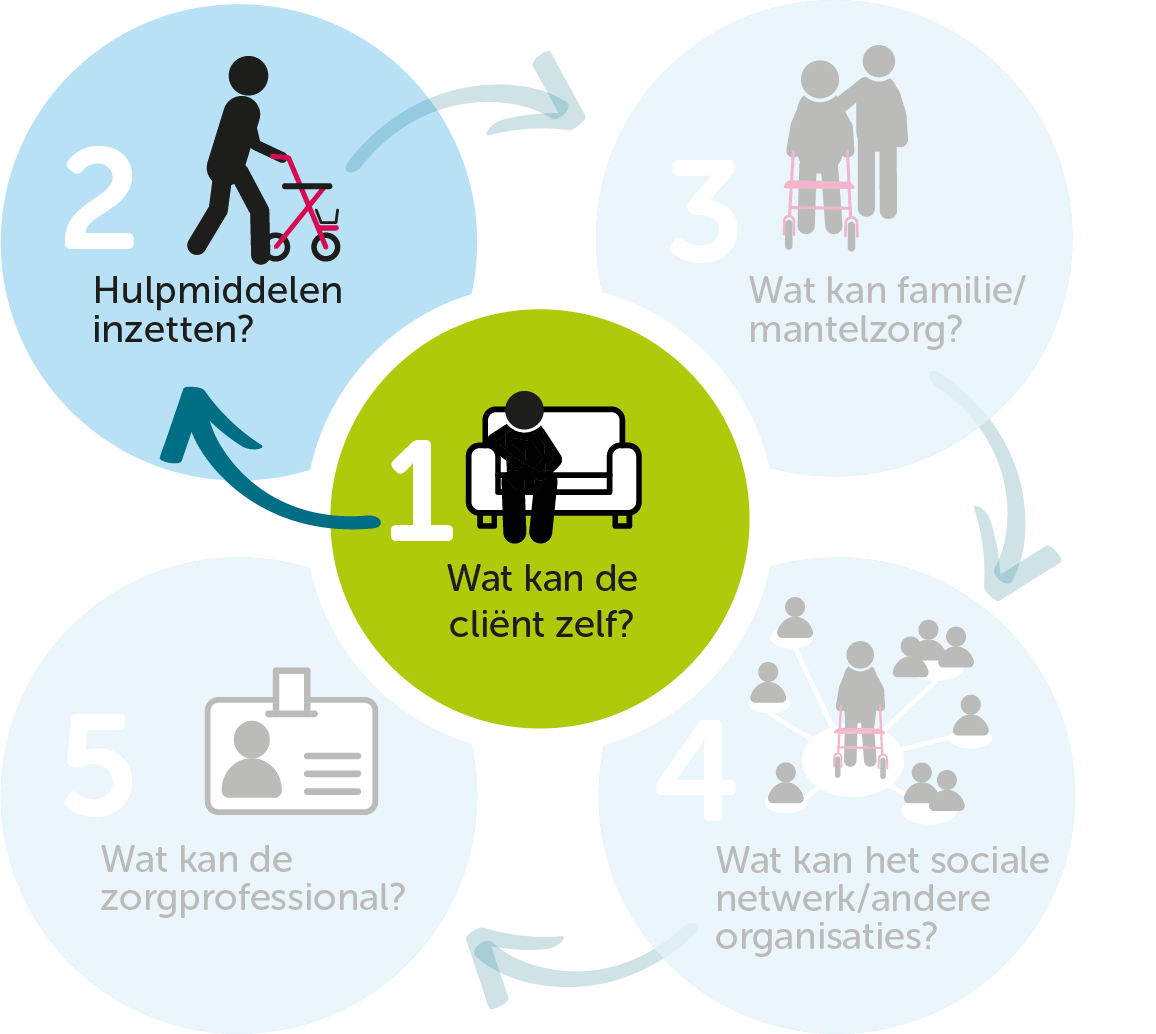 1
Wat kan de
cliënt zelf?
2
Hulpmiddelen
inzetten?
3
Wat kan familie/
mantelzorg?
4
Wat kan het sociale
netwerk/andere
organisaties?
5
Wat kan de
zorgprofessional?